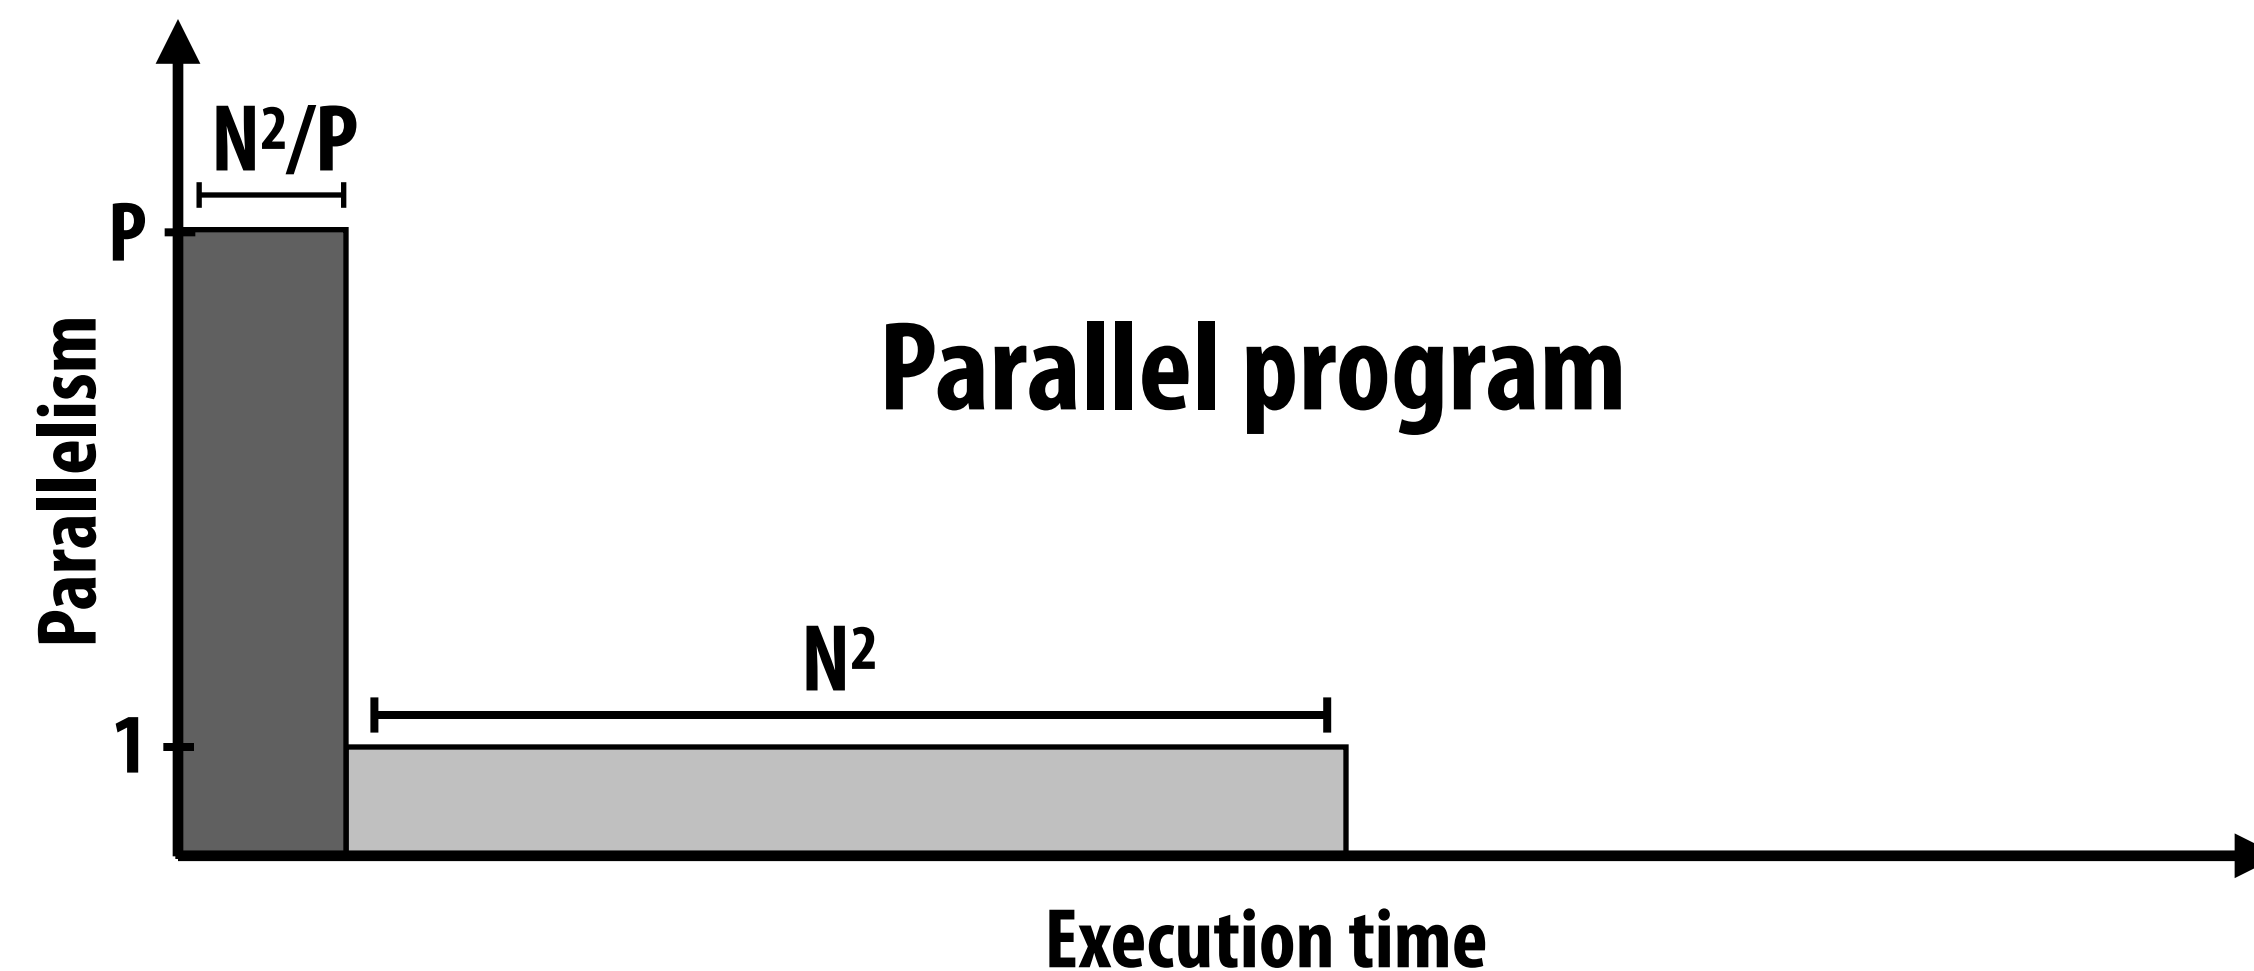 N²/P
P
Parallelism
Parallel program
N²
1
Execution time